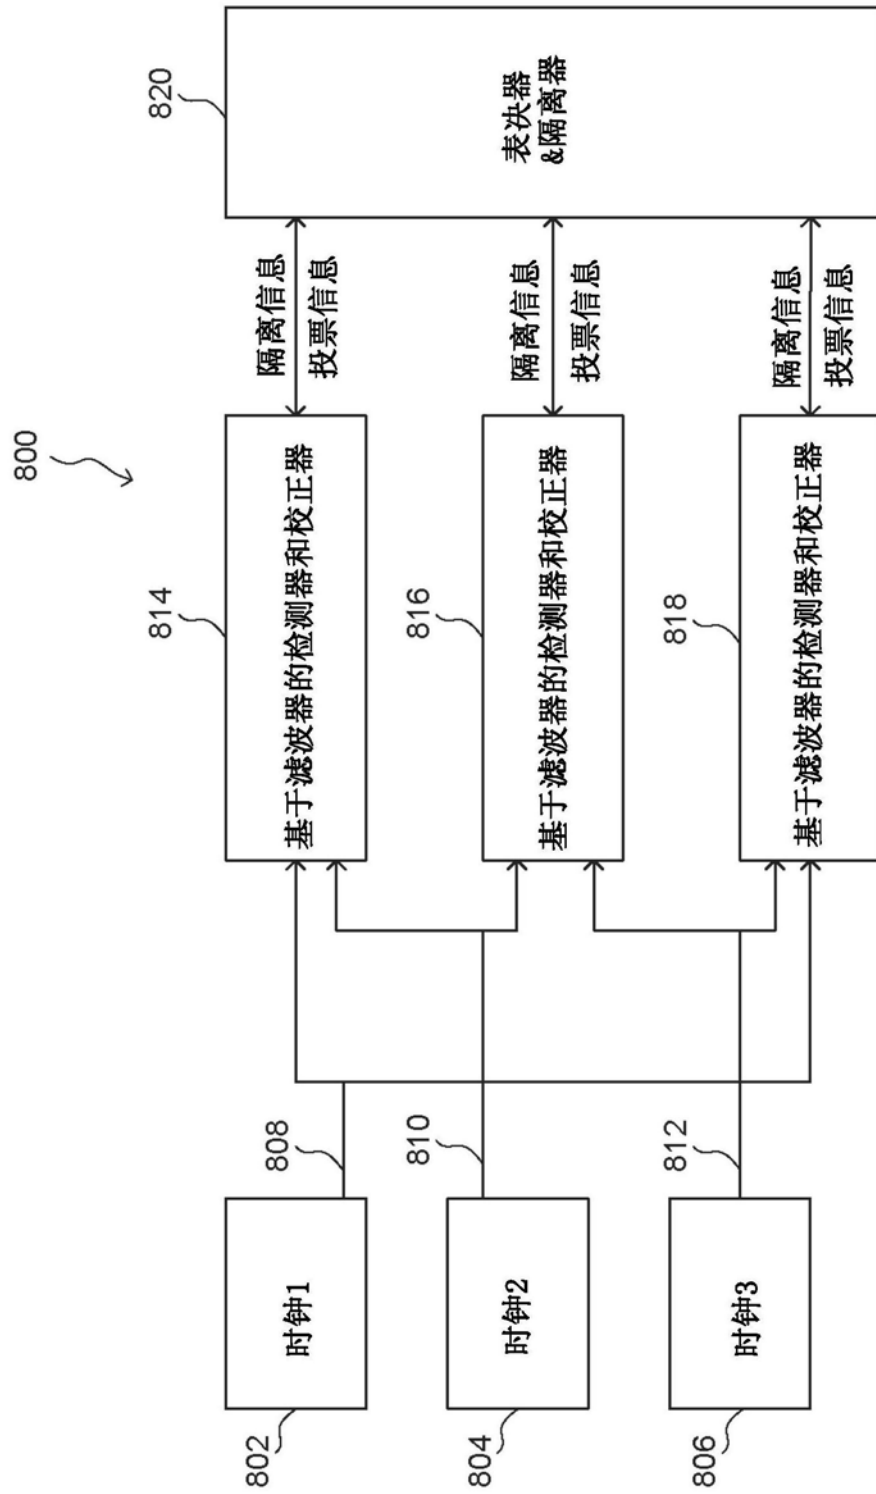 800
802
时钟1
804
时钟2
806
时钟3
808
810
812
814
基于滤波器的检测器和校正器
816
基于滤波器的检测器和校正器
818
基于滤波器的检测器和校正器
隔离信息
投票信息
隔离信息
投票信息
隔离信息
投票信息
820
表决器
&隔离器